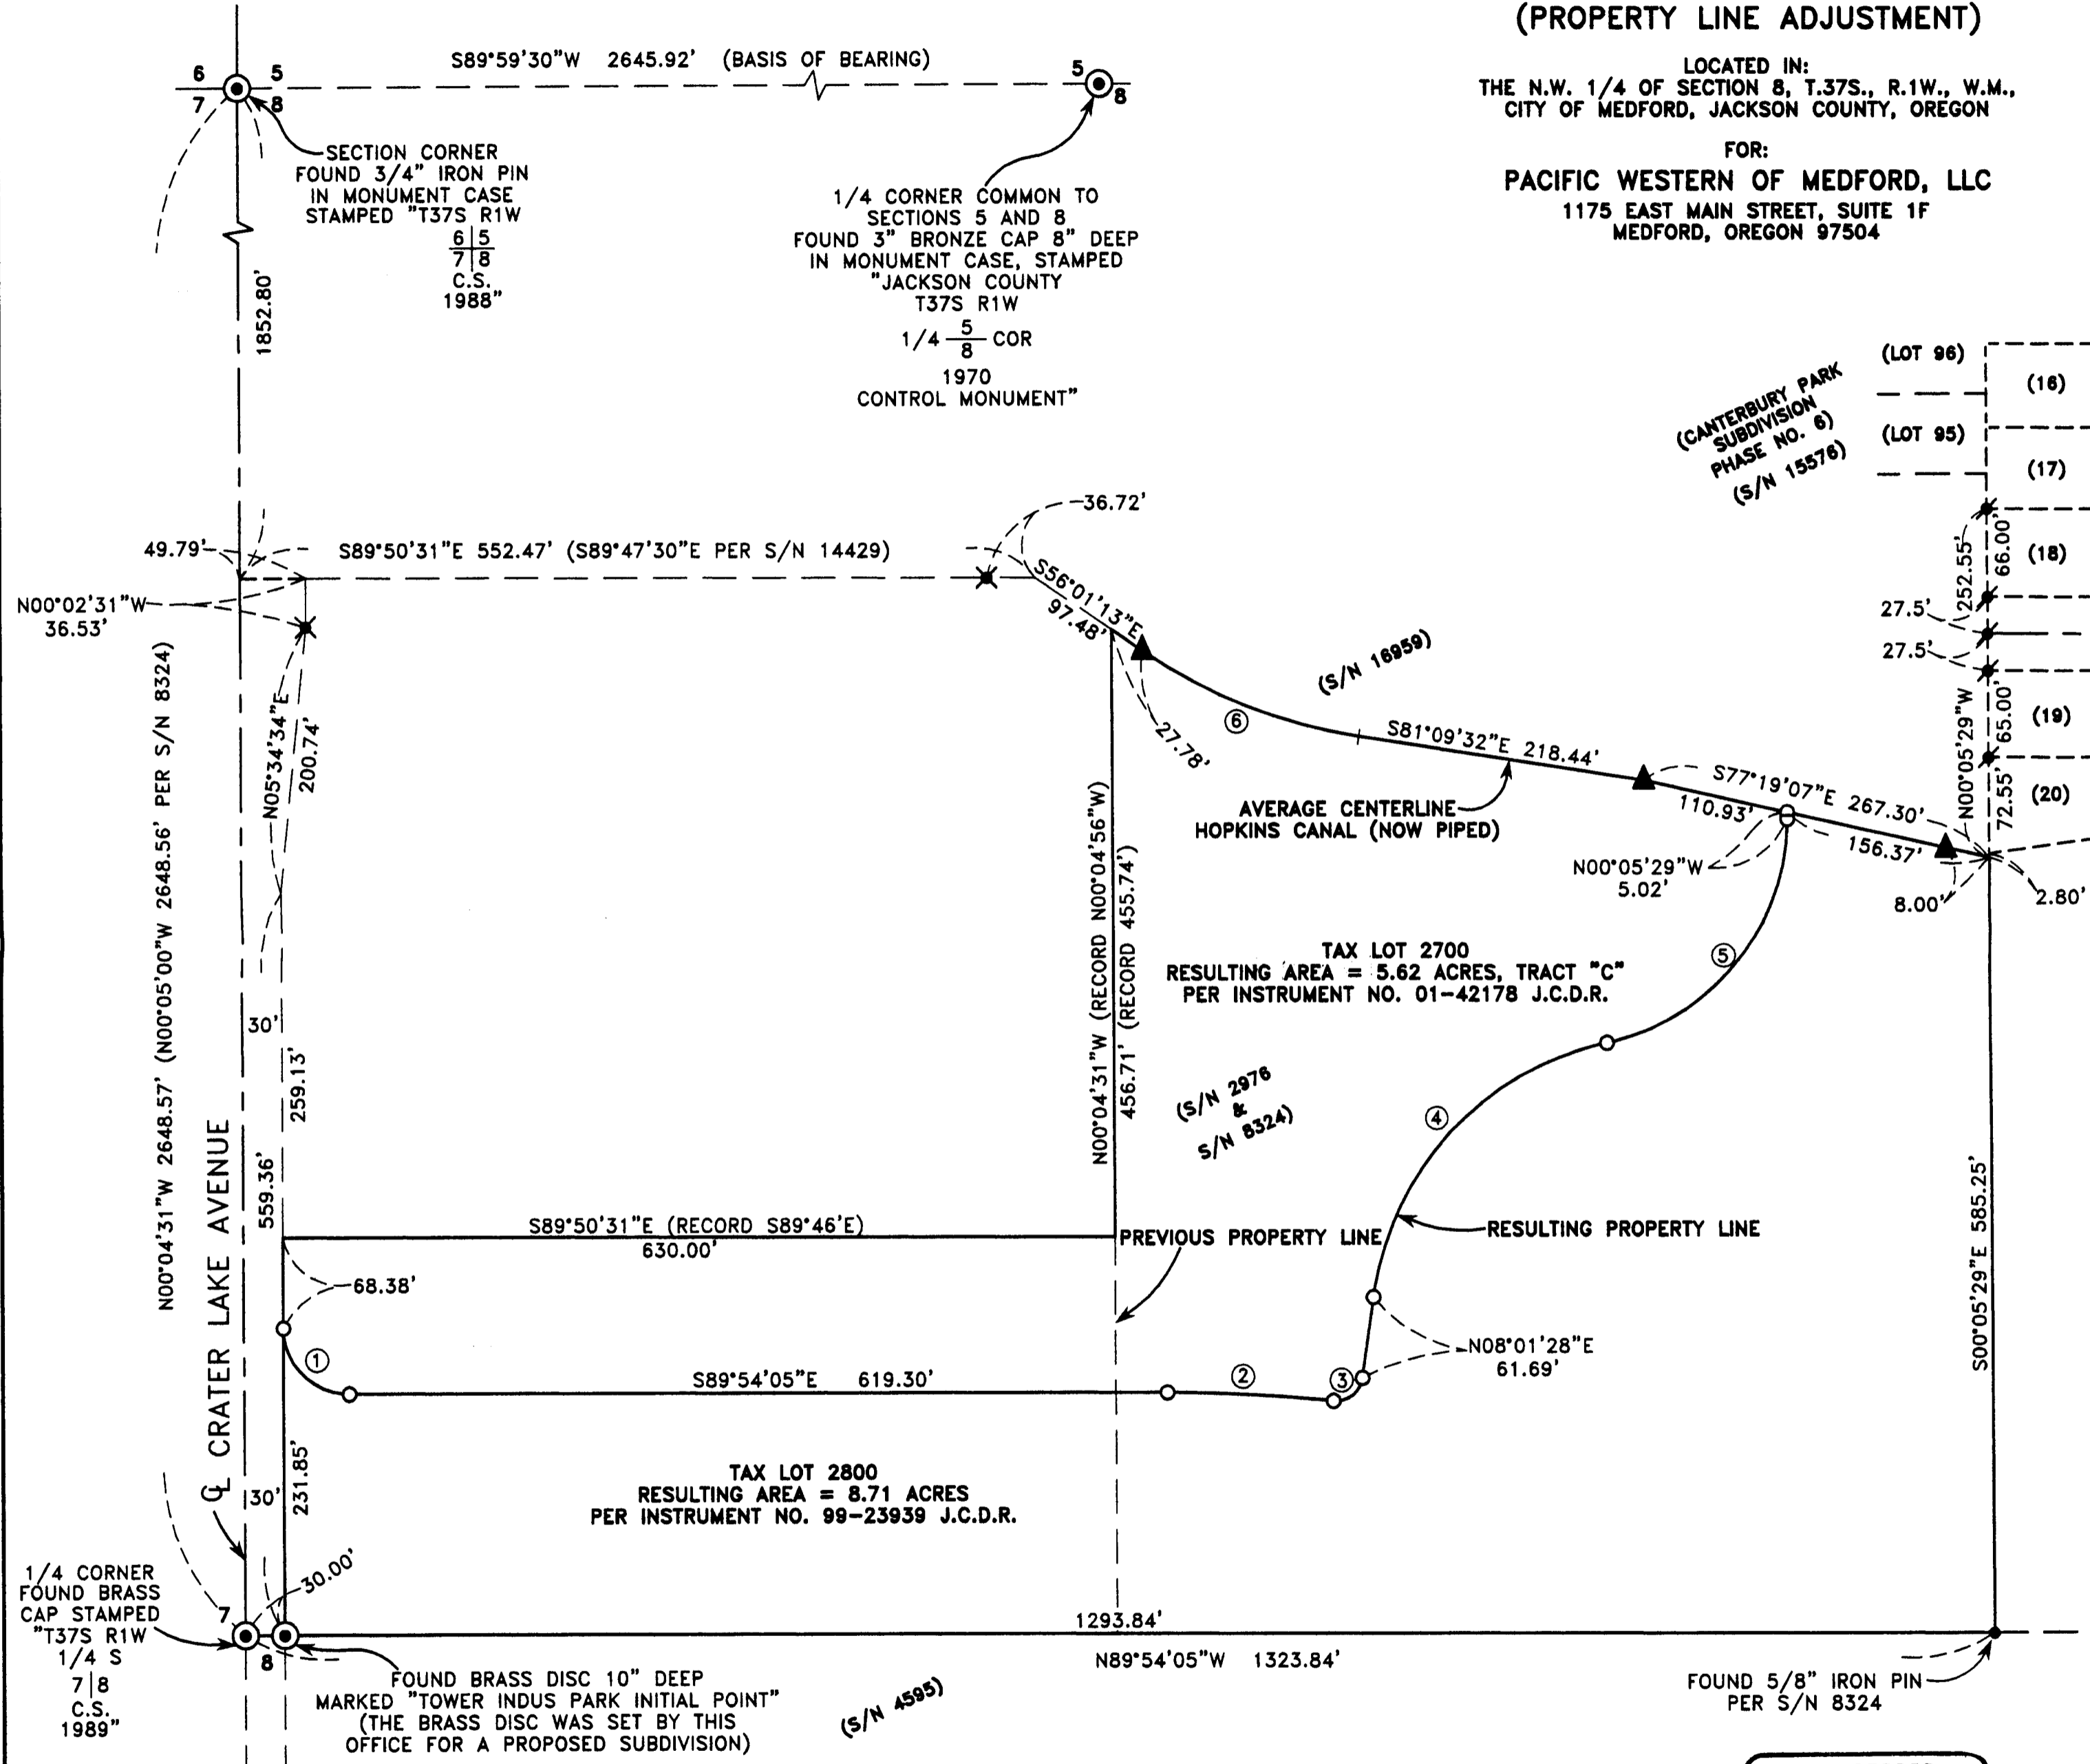 (PROPERTY LINE ADJUSTMENT)
LOCATED IN:
THE N.W. 1/4 OF SECTION 8, T.37S., R.1W., W.M.,
CITY OF MEDFORD, JACKSON COUNTY, OREGON
FOR:
PACIFIC WESTERN OF MEDFORD, LLC
1175 EAST MAIN STREET, SUITE 1F
MEDFORD, OREGON 97504
S89°59'30"W 2645.92' (BASIS OF BEARING)
6 5
7 8
5
8
SECTION CORNER
FOUND 3/4" IRON PIN
IN MONUMENT CASE
STAMPED "T37S R1W
6|5
7|8
C.S.
1988"
1/4 CORNER COMMON TO
SECTIONS 5 AND 8
FOUND 3" BRONZE CAP 8" DEEP
IN MONUMENT CASE, STAMPED
"JACKSON COUNTY
T37S R1W
1/4 5/8 COR
1970
CONTROL MONUMENT"
1852.80'
(CANTERBURY PARK
SUBDIVISION
PHASE NO. 6)
(S/N 15576)
(LOT 96)
(LOT 95)
(16)
(17)
(18)
(19)
(20)
252.55'
66.00'
27.5'
27.5'
N00°05'29"W
65.00'
72.55'
36.72'
49.79'
S89°50'31"E 552.47' (S89°47'30"E PER S/N 14429)
N00°02'31"W
36.53'
S56°01'13"E
97.48'
27.78'
(S/N 16959)
6
S81°09'32"E 218.44'
S77°19'07"E 267.30'
110.93'
156.37'
AVERAGE CENTERLINE
HOPKINS CANAL (NOW PIPED)
N00°05'29"W
5.02'
8.00'
2.80'
N05°34'34"E
200.74'
N00°04'31"W 2648.57' (N00°05'00"W 2648.56' PER S/N 8324)
30'
259.13'
559.36'
℄ CRATER LAKE AVENUE
N00°04'31"W (RECORD N00°04'56"W)
456.71' (RECORD 455.74')
TAX LOT 2700
RESULTING AREA = 5.62 ACRES, TRACT "C"
PER INSTRUMENT NO. 01-42178 J.C.D.R.
5
4
(S/N 2976
&
S/N 8324)
S89°50'31"E (RECORD S89°46'E)
630.00'
PREVIOUS PROPERTY LINE
RESULTING PROPERTY LINE
S00°05'29"E 585.25'
68.38'
1
S89°54'05"E 619.30'
2
3
N08°01'28"E
61.69'
TAX LOT 2800
RESULTING AREA = 8.71 ACRES
PER INSTRUMENT NO. 99-23939 J.C.D.R.
231.85'
30'
30.00'
1/4 CORNER
FOUND BRASS
CAP STAMPED
"T37S R1W
1/4 S
7|8
C.S.
1989"
7
8
1293.84'
N89°54'05"W 1323.84'
FOUND BRASS DISC 10" DEEP
MARKED "TOWER INDUS PARK INITIAL POINT"
(THE BRASS DISC WAS SET BY THIS
OFFICE FOR A PROPOSED SUBDIVISION)
(S/N 4595)
FOUND 5/8" IRON PIN
PER S/N 8324